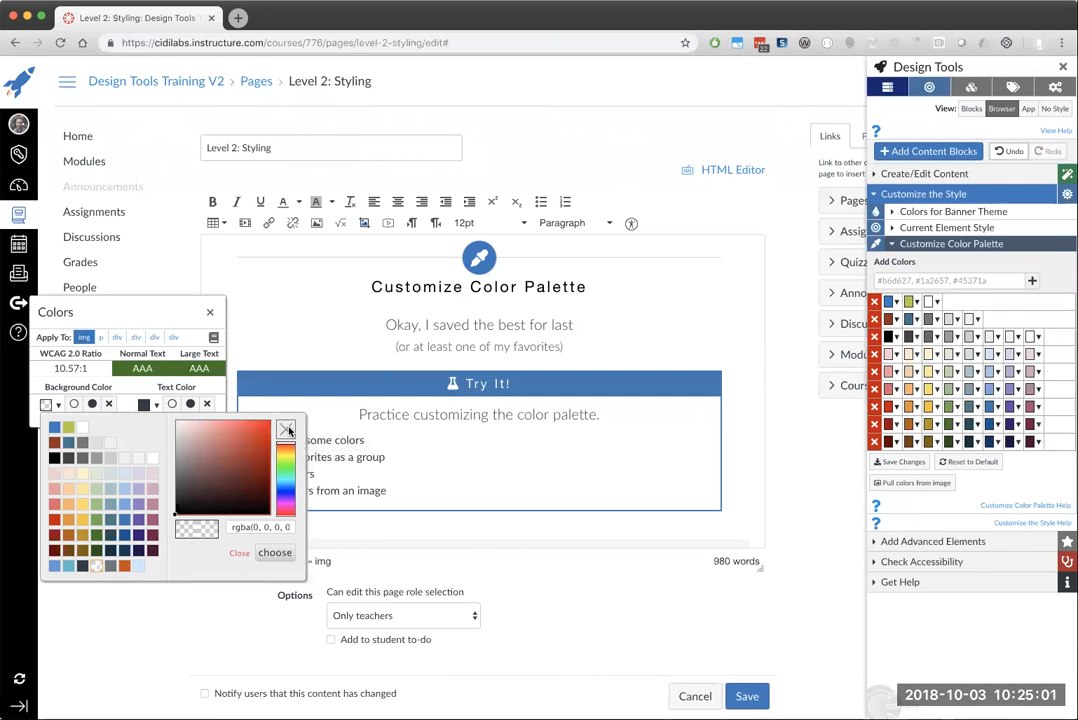 Level 2: Styling: Design Tools T
https://cidilabs.instructure.com/courses/776/pages/level-2-styling/edit#
22
Design Tools Training V2 > Pages > Level 2: Styling
Home
Modules
Announcements
Assignments
Discussions
Grades
People
Level 2: Styling
HTML Editor
12pt
Paragraph
Customize Color Palette
Okay, I saved the best for last
(or at least one of my favorites)
Try It!
Practice customizing the color palette.
some colors
rites as a group
rs
rs from an image
» img
980 words
Options
Can edit this page role selection
Only teachers
Add to student to-do
Notify users that this content has changed
Cancel
Save
Colors
Apply To: img p div div div div
WCAG 2.0 Ratio Normal Text Large Text
10.57:1 AAA AAA
Background Color Text Color
rgba(0, 0, 0, 0
Close choose
Links
Link to other
page to insert
Page
Assig
Quizz
Anno
Discu
Modu
Cours
Design Tools
View: Blocks Browser App No Style
View Help
Add Content Blocks
Undo
Redo
Create/Edit Content
Customize the Style
Colors for Banner Theme
Current Element Style
Customize Color Palette
Add Colors
#b6d627, #1a2657, #45371a
Save Changes
Reset to Default
Pull colors from image
Customize Color Palette Help
Customize the Style Help
Add Advanced Elements
Check Accessibility
Get Help
2018-10-03 10:25:01